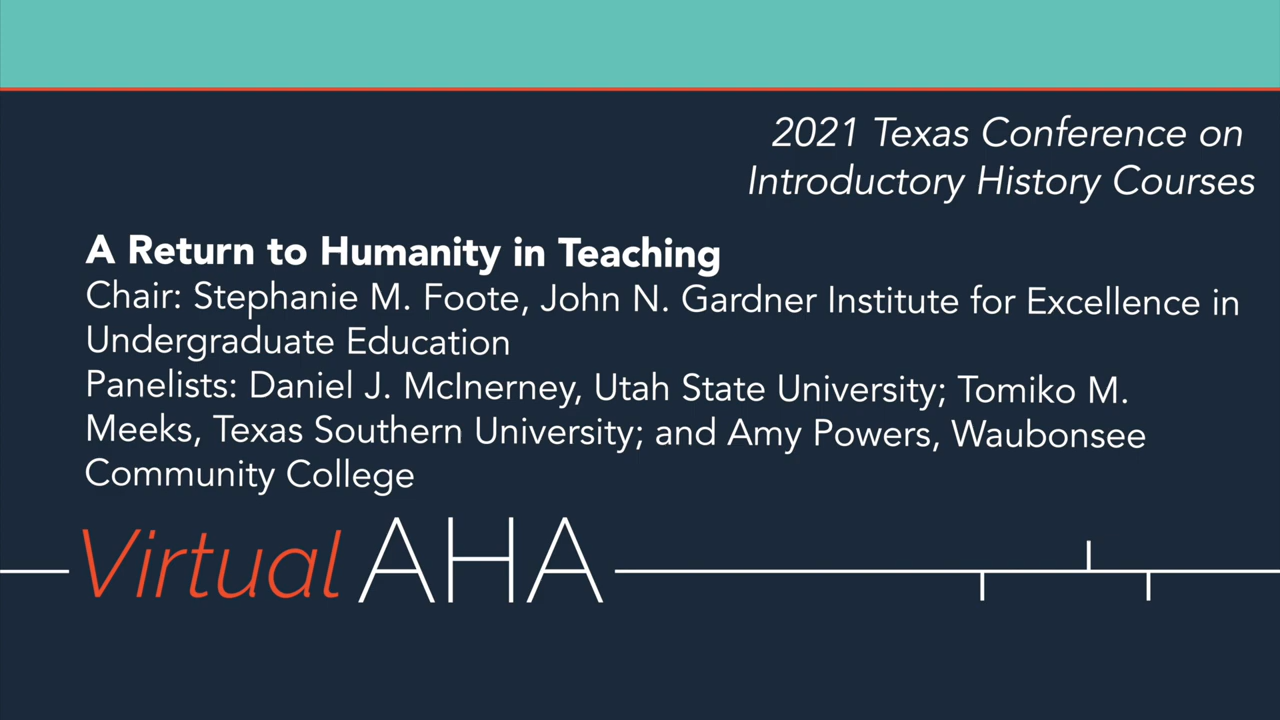 2021 Texas Conference on
Introductory History Courses
A Return to Humanity in Teaching
Chair: Stephanie M. Foote, John N. Gardner Institute for Excellence in
Undergraduate Education
Panelists: Daniel J. McInerney, Utah State University; Tomiko M.
Meeks, Texas Southern University; and Amy Powers, Waubonsee
Community College
Virtual AHA